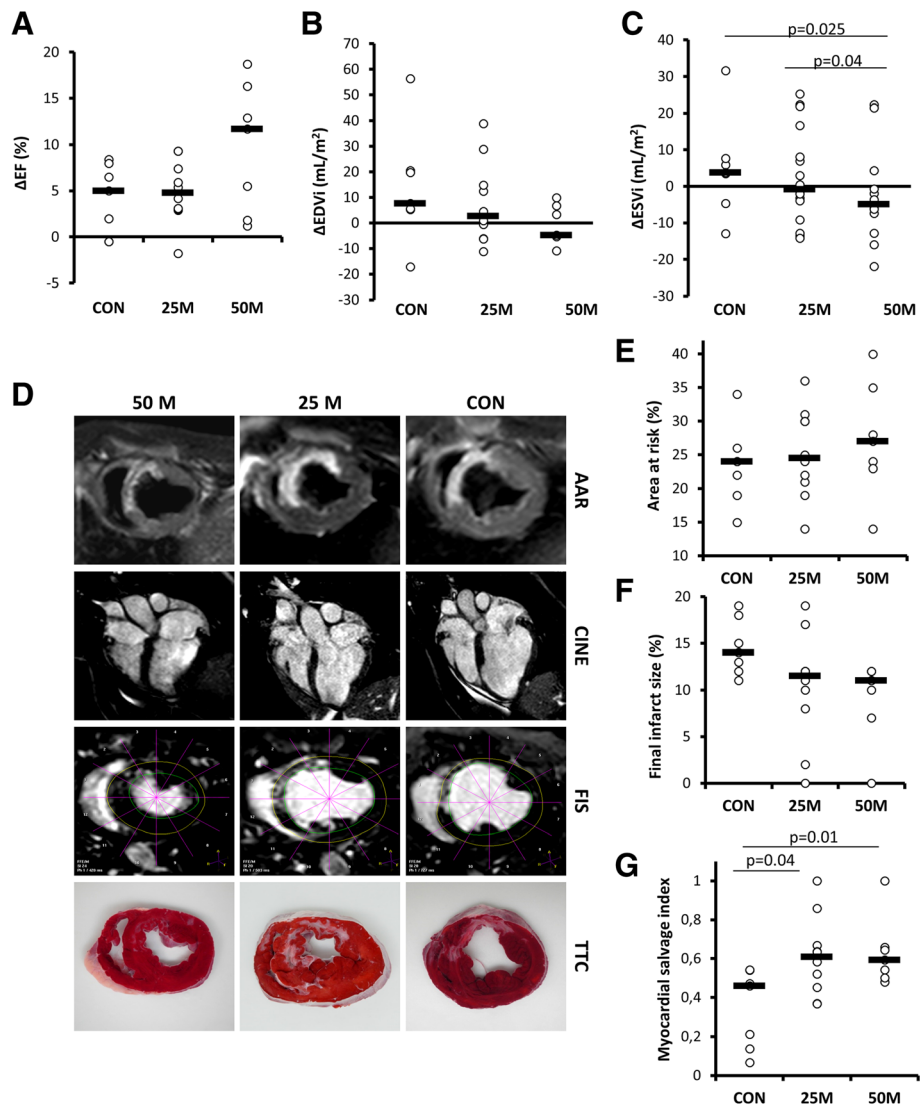 A
20
15
10
5
0
-5
ΔEF (%)
CON 25M 50M
B
70
60
50
40
30
20
10
0
-10
-20
-30
ΔEDVi (mL/m²)
CON 25M 50M
C
p=0.025
p=0.04
40
30
20
10
0
-10
-20
-30
ΔESVi (mL/m²)
CON 25M 50M
D
50 M 25 M CON
AAR
CINE
FIS
TTC
E
40
35
30
25
20
15
10
Area at risk (%)
CON 25M 50M
F
20
15
10
5
0
Final infarct size (%)
CON 25M 50M
G
p=0.01
p=0.04
1
0,8
0,6
0,4
0,2
0
Myocardial salvage index
CON 25M 50M